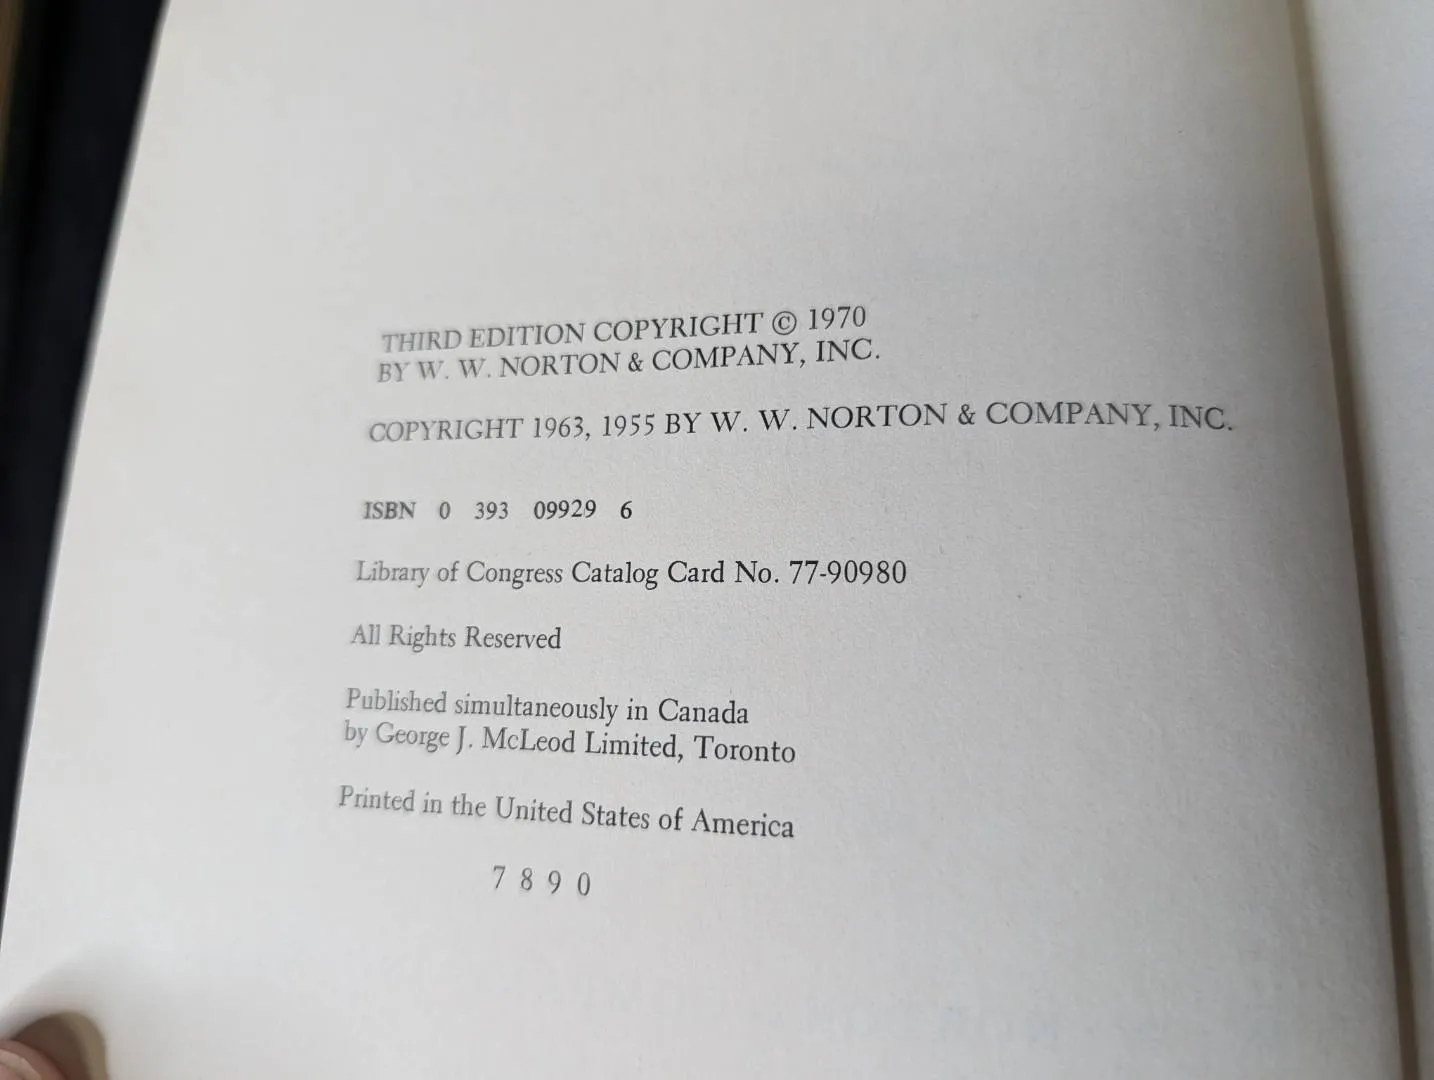 THIRD EDITION COPYRIGHT © 1970
BY W. W. NORTON & COMPANY, INC.
COPYRIGHT 1963, 1955 BY W. W. NORTON & COMPANY, INC.
ISBN 0 393 09929 6
Library of Congress Catalog Card No. 77-90980
All Rights Reserved
Published simultaneously in Canada
by George J. McLeod Limited, Toronto
Printed in the United States of America
7 8 9 0